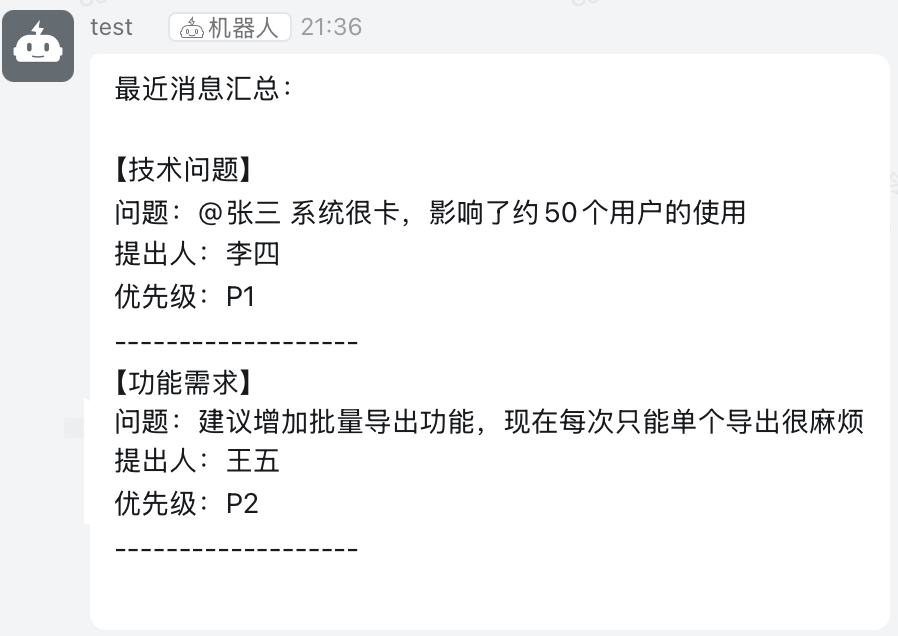 test 机器人 21:36
最近消息汇总：
【技术问题】
问题：@张三 系统很卡，影响了约50个用户的使用
提出人：李四
优先级：P1
-------------------
【功能需求】
问题：建议增加批量导出功能，现在每次只能单个导出很麻烦
提出人：王五
优先级：P2
-------------------